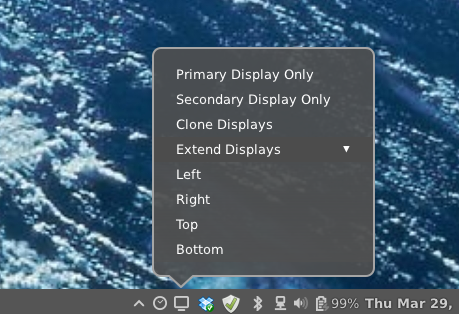 Primary Display Only
Secondary Display Only
Clone Displays
Extend Displays
Left
Right
Top
Bottom
99% Thu Mar 29,